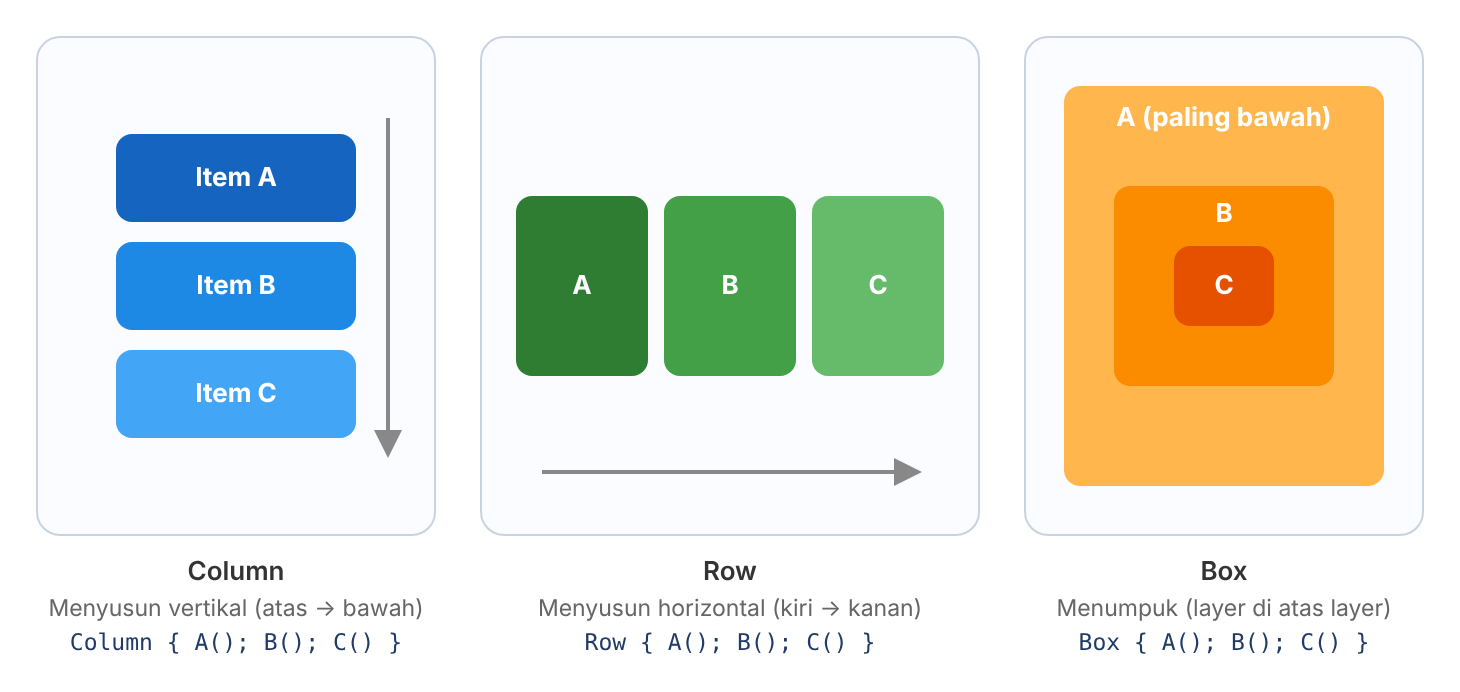 Item A
Item B
Item C
Column
Menyusun vertikal (atas → bawah)
Column { A(); B(); C() }
A
B
C
Row
Menyusun horizontal (kiri → kanan)
Row { A(); B(); C() }
A (paling bawah)
B
C
Box
Menumpuk (layer di atas layer)
Box { A(); B(); C() }